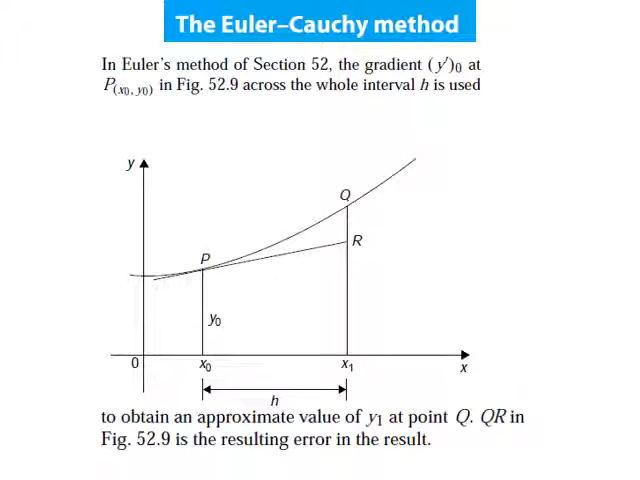 The Euler–Cauchy method
In Euler's method of Section 52, the gradient (y′)0 at
P(x0, y0) in Fig. 52.9 across the whole interval h is used
y
Q
R
P
y0
0
x0
x1
x
h
to obtain an approximate value of y1 at point Q. QR in
Fig. 52.9 is the resulting error in the result.